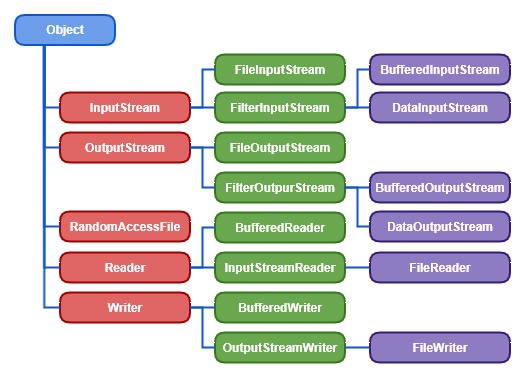 Object
FileInputStream
BufferedInputStream
InputStream
FilterInputStream
DataInputStream
OutputStream
FileOutputStream
FilterOutpurStream
BufferedOutputStream
RandomAccessFile
BufferedReader
DataOutputStream
Reader
InputStreamReader
FileReader
Writer
BufferedWriter
OutputStreamWriter
FileWriter